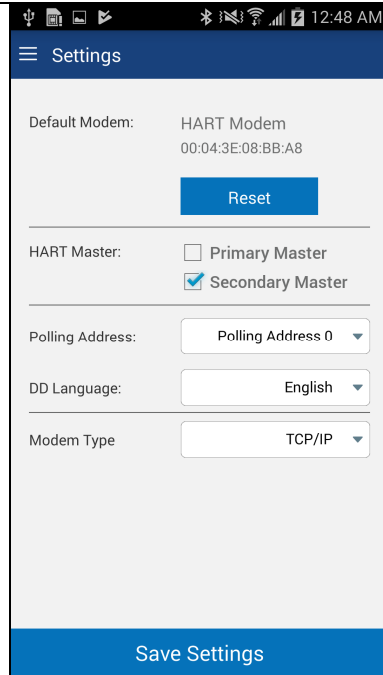 12:48 AM
Settings
Default Modem: HART Modem
00:04:3E:08:BB:A8
Reset
HART Master: Primary Master
Secondary Master
Polling Address: Polling Address 0
DD Language: English
Modem Type TCP/IP
Save Settings